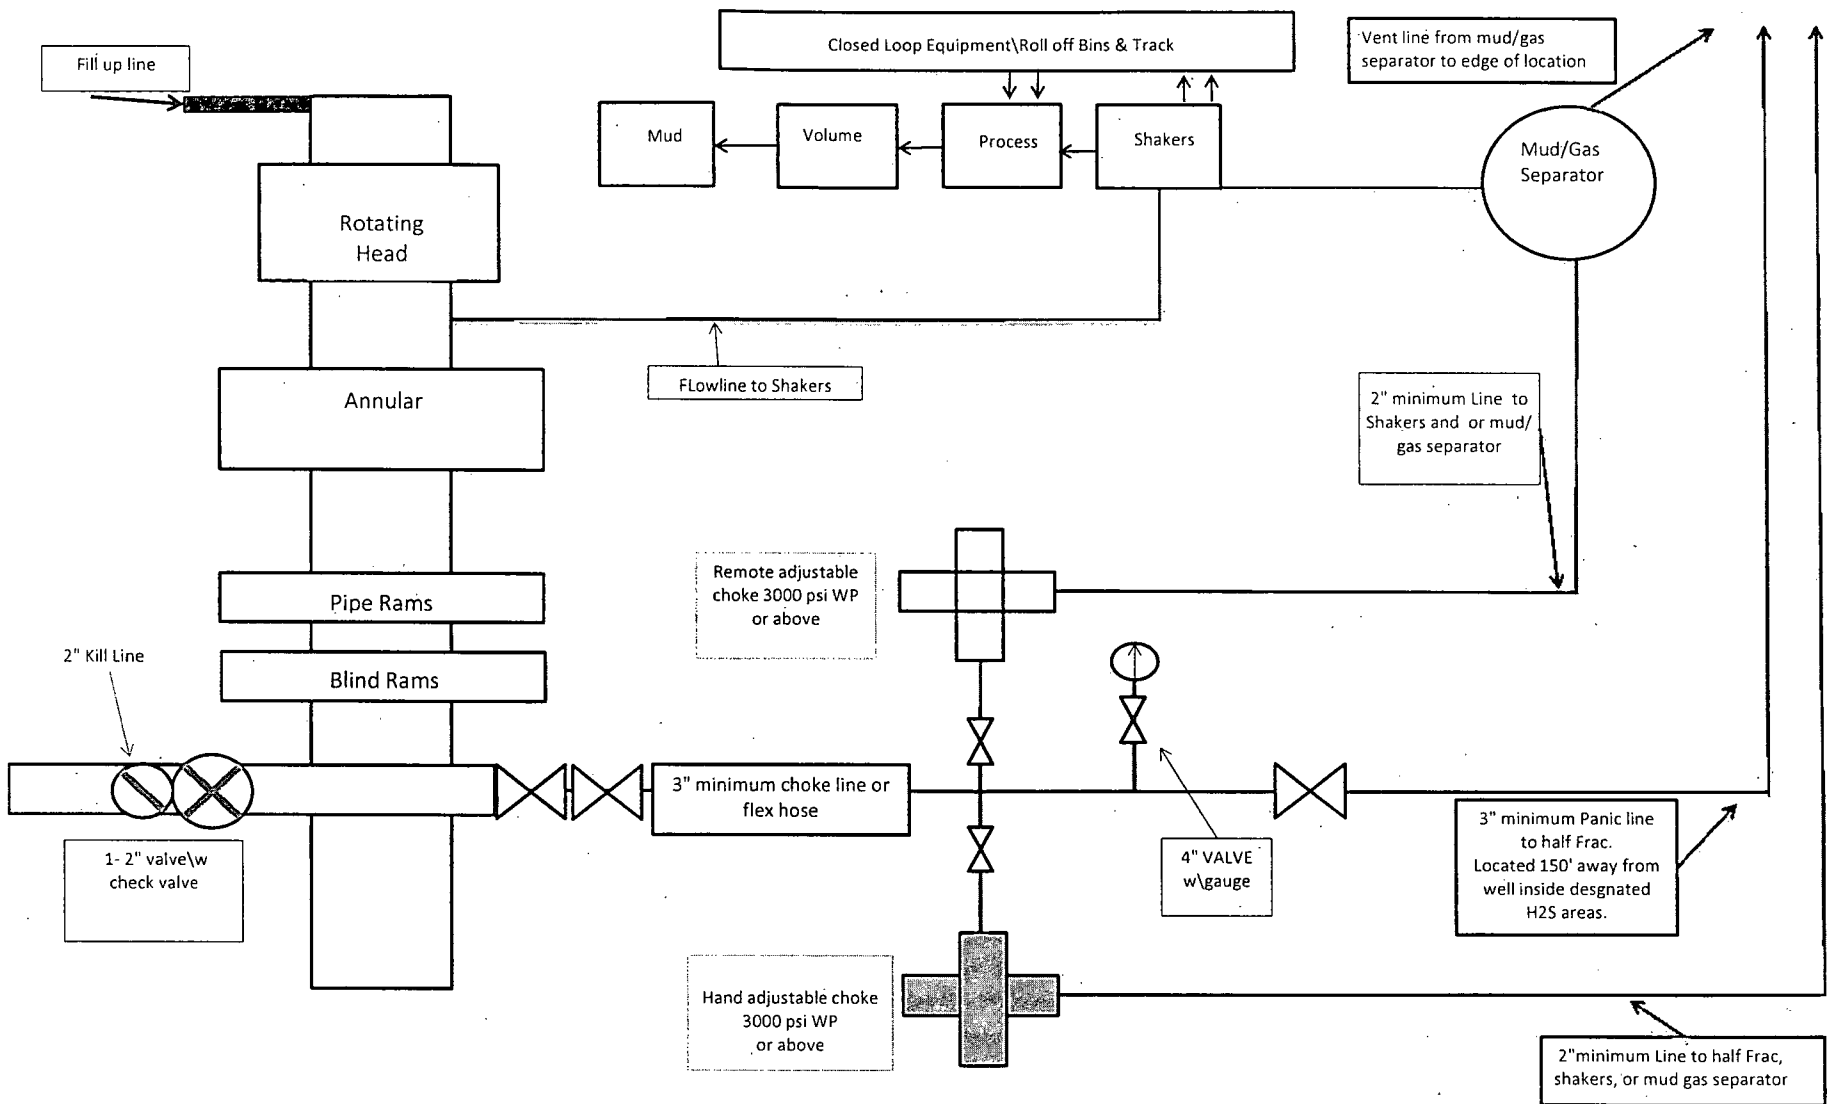 Closed Loop Equipment\Roll off Bins & Track
Vent line from mud/gas
separator to edge of location
Fill up line
Mud
Volume
Process
Shakers
Mud/Gas
Separator
Rotating
Head
FLowline to Shakers
Annular
2" minimum Line to
Shakers and or mud/
gas separator
Remote adjustable
choke 3000 psi WP
or above
Pipe Rams
2" Kill Line
Blind Rams
3" minimum choke line or
flex hose
1- 2" valve\w
check valve
4" VALVE
w\gauge
3" minimum Panic line
to half Frac.
Located 150' away from
well inside desgnated
H2S areas.
Hand adjustable choke
3000 psi WP
or above
2"minimum Line to half Frac,
shakers, or mud gas separator